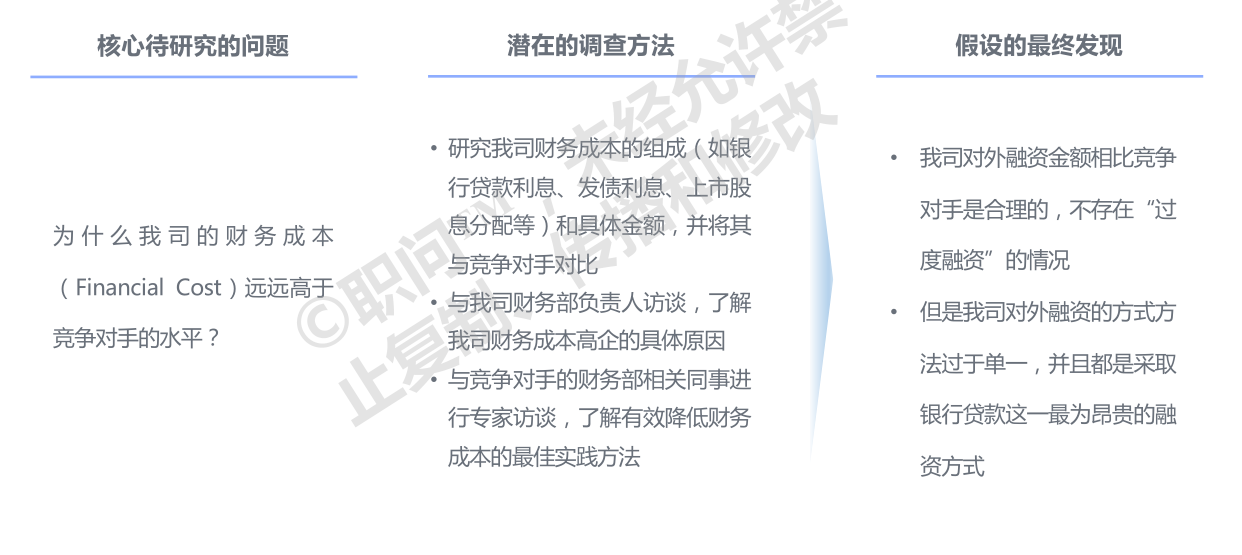 核心待研究的问题
潜在的调查方法
假设的最终发现
为什么我司的财务成本
（Financial Cost）远远高于
竞争对手的水平？
• 研究我司财务成本的组成（如银
行贷款利息、发债利息、上市股
息分配等）和具体金额，并将其
与竞争对手对比
• 与我司财务部负责人访谈，了解
我司财务成本高企的具体原因
• 与竞争对手的财务部相关同事进
行专家访谈，了解有效降低财务
成本的最佳实践方法
• 我司对外融资金额相比竞争
对手是合理的，不存在“过
度融资”的情况
• 但是我司对外融资的方式方
法过于单一，并且都是采取
银行贷款这一最为昂贵的融
资方式
©职问™，未经允许禁
止复制、传播和修改